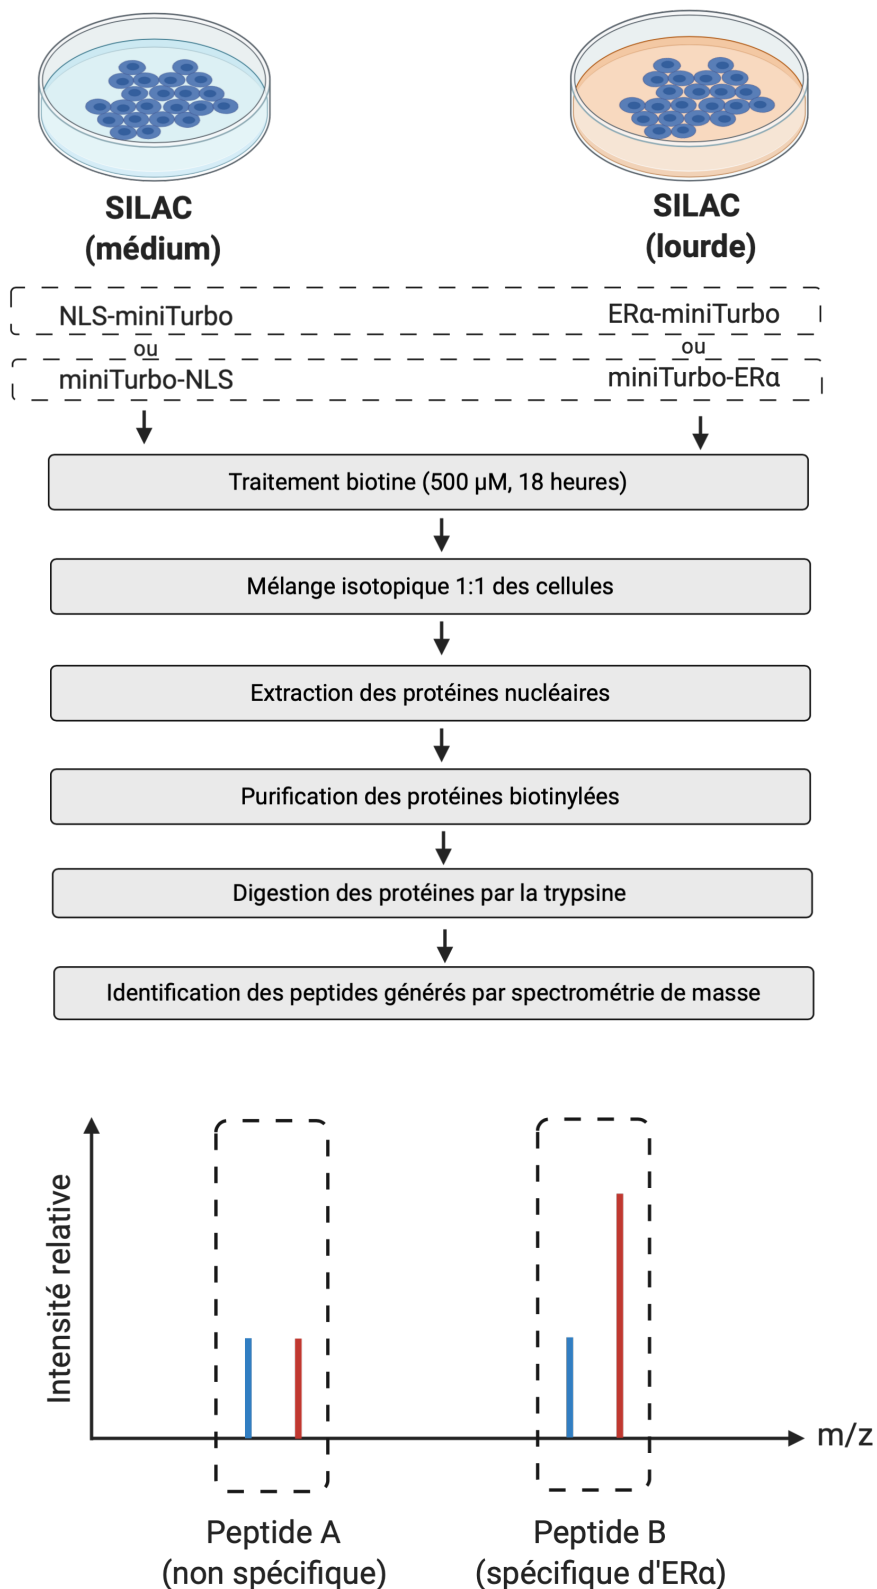 SILAC
(médium)
SILAC
(lourde)
NLS-miniTurbo
ERα-miniTurbo
ou
ou
miniTurbo-NLS
miniTurbo-ERα
Traitement biotine (500 µM, 18 heures)
Mélange isotopique 1:1 des cellules
Extraction des protéines nucléaires
Purification des protéines biotinylées
Digestion des protéines par la trypsine
Identification des peptides générés par spectrométrie de masse
Intensité relative
m/z
Peptide A
(non spécifique)
Peptide B
(spécifique d'ERα)